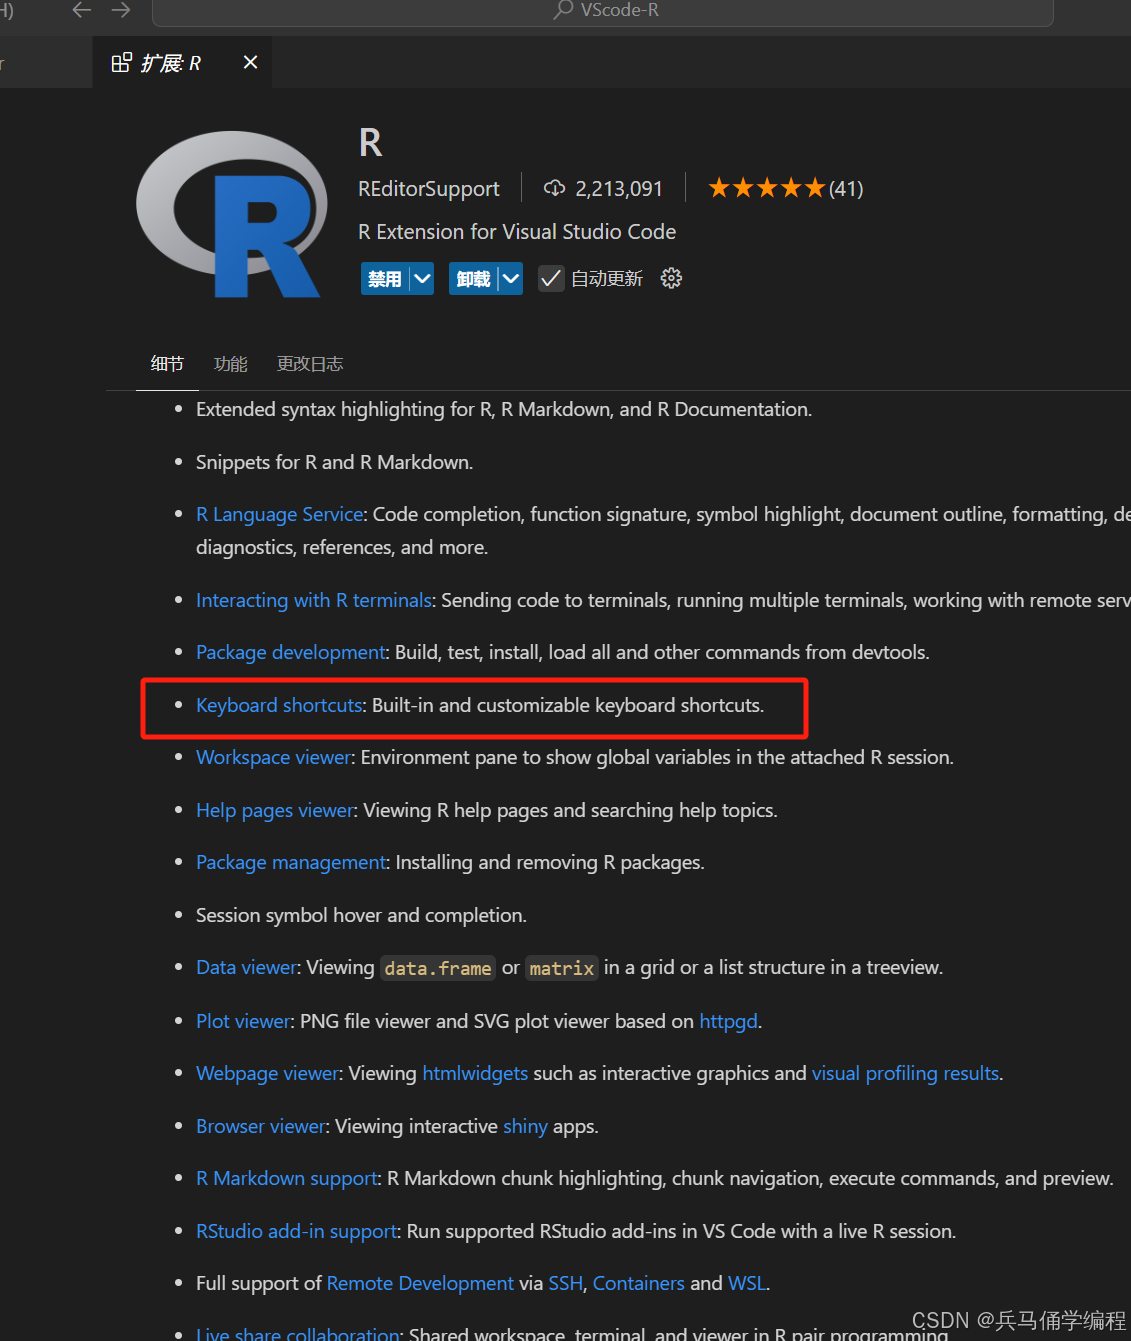 H)
VScode-R
r
扩展: R
R
REditorSupport
2,213,091
(41)
R Extension for Visual Studio Code
禁用
卸载
自动更新
细节
功能
更改日志
Extended syntax highlighting for R, R Markdown, and R Documentation.
Snippets for R and R Markdown.
R Language Service: Code completion, function signature, symbol highlight, document outline, formatting, de
diagnostics, references, and more.
Interacting with R terminals: Sending code to terminals, running multiple terminals, working with remote serv
Package development: Build, test, install, load all and other commands from devtools.
Keyboard shortcuts: Built-in and customizable keyboard shortcuts.
Workspace viewer: Environment pane to show global variables in the attached R session.
Help pages viewer: Viewing R help pages and searching help topics.
Package management: Installing and removing R packages.
Session symbol hover and completion.
Data viewer: Viewing data.frame or matrix in a grid or a list structure in a treeview.
Plot viewer: PNG file viewer and SVG plot viewer based on httpgd.
Webpage viewer: Viewing htmlwidgets such as interactive graphics and visual profiling results.
Browser viewer: Viewing interactive shiny apps.
R Markdown support: R Markdown chunk highlighting, chunk navigation, execute commands, and preview.
RStudio add-in support: Run supported RStudio add-ins in VS Code with a live R session.
Full support of Remote Development via SSH, Containers and WSL.
Live share collaboration: Shared workspace, terminal, and viewer in R pair programming
CSDN @兵马俑学编程